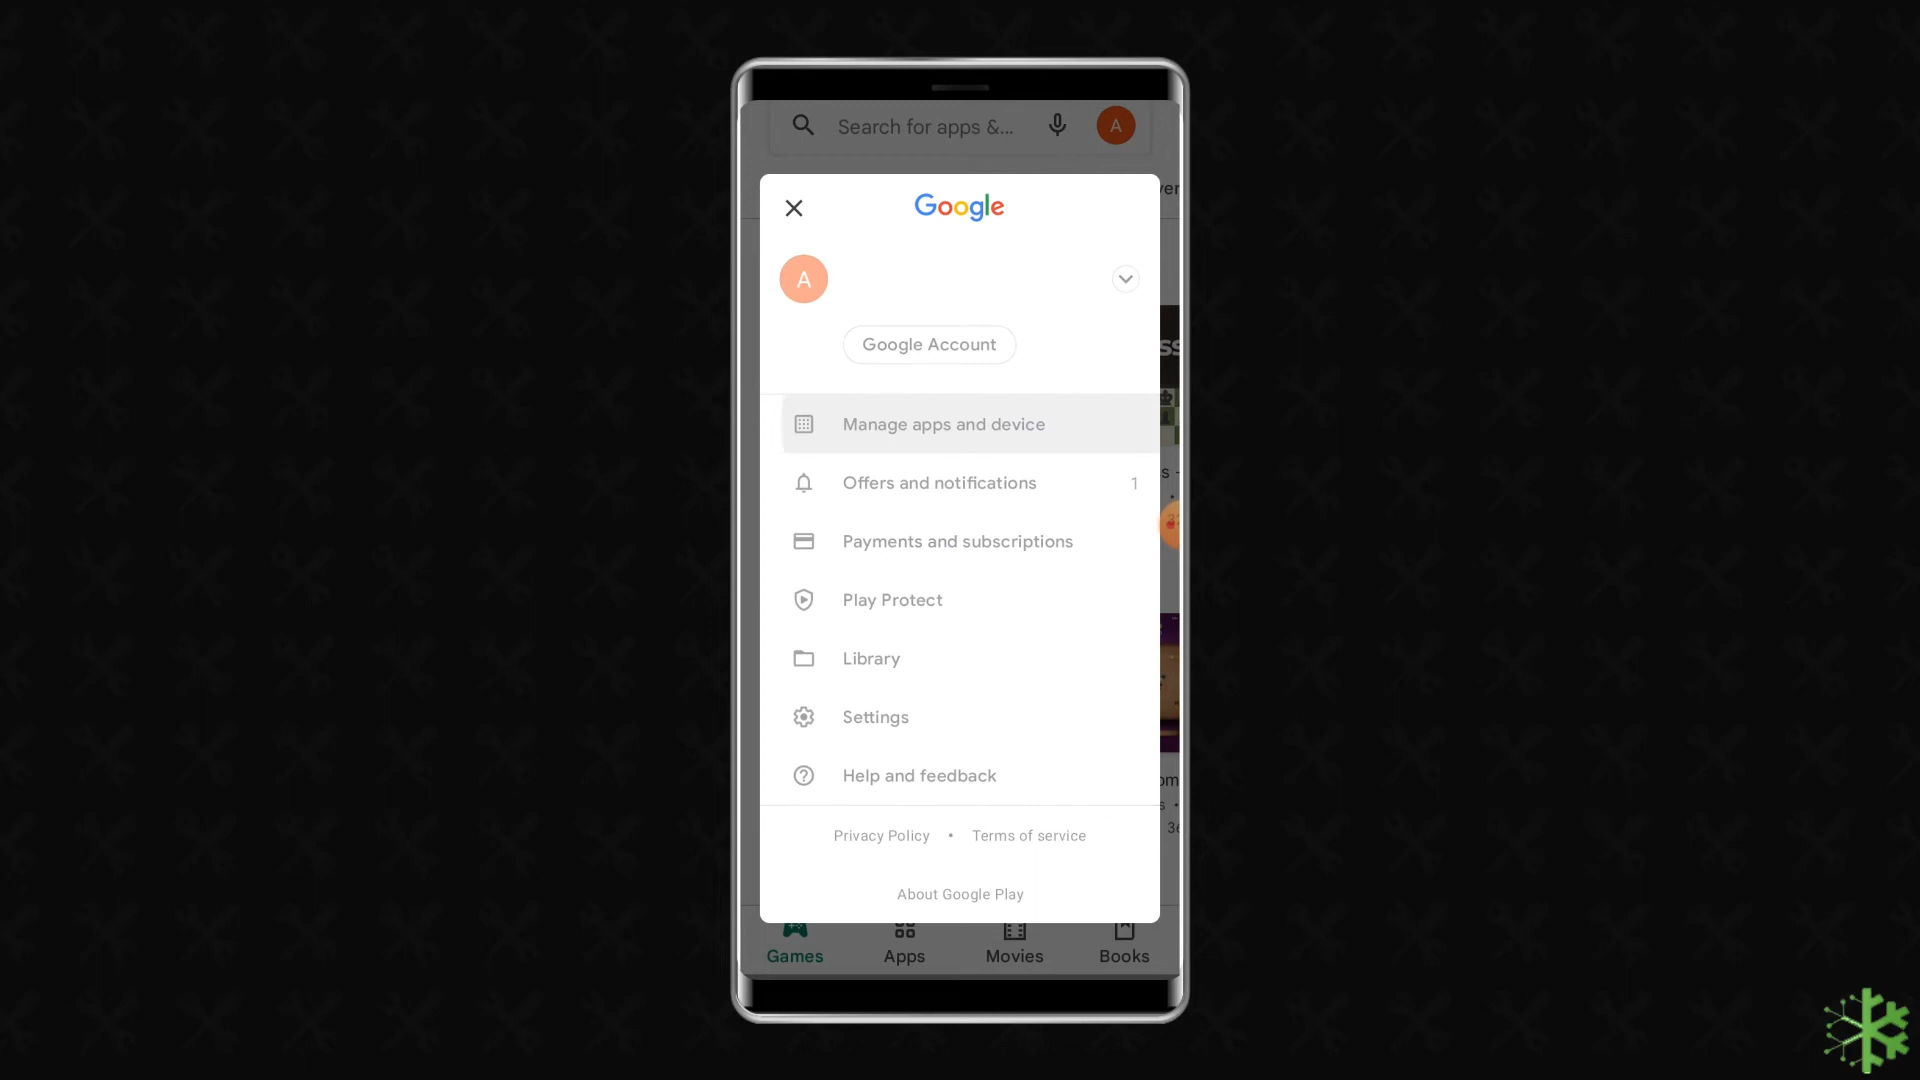 Search for apps &...
A
Google
A
Google Account
Manage apps and device
Offers and notifications 1
Payments and subscriptions
Play Protect
Library
Settings
Help and feedback
Privacy Policy • Terms of service
About Google Play
Games Apps Movies Books